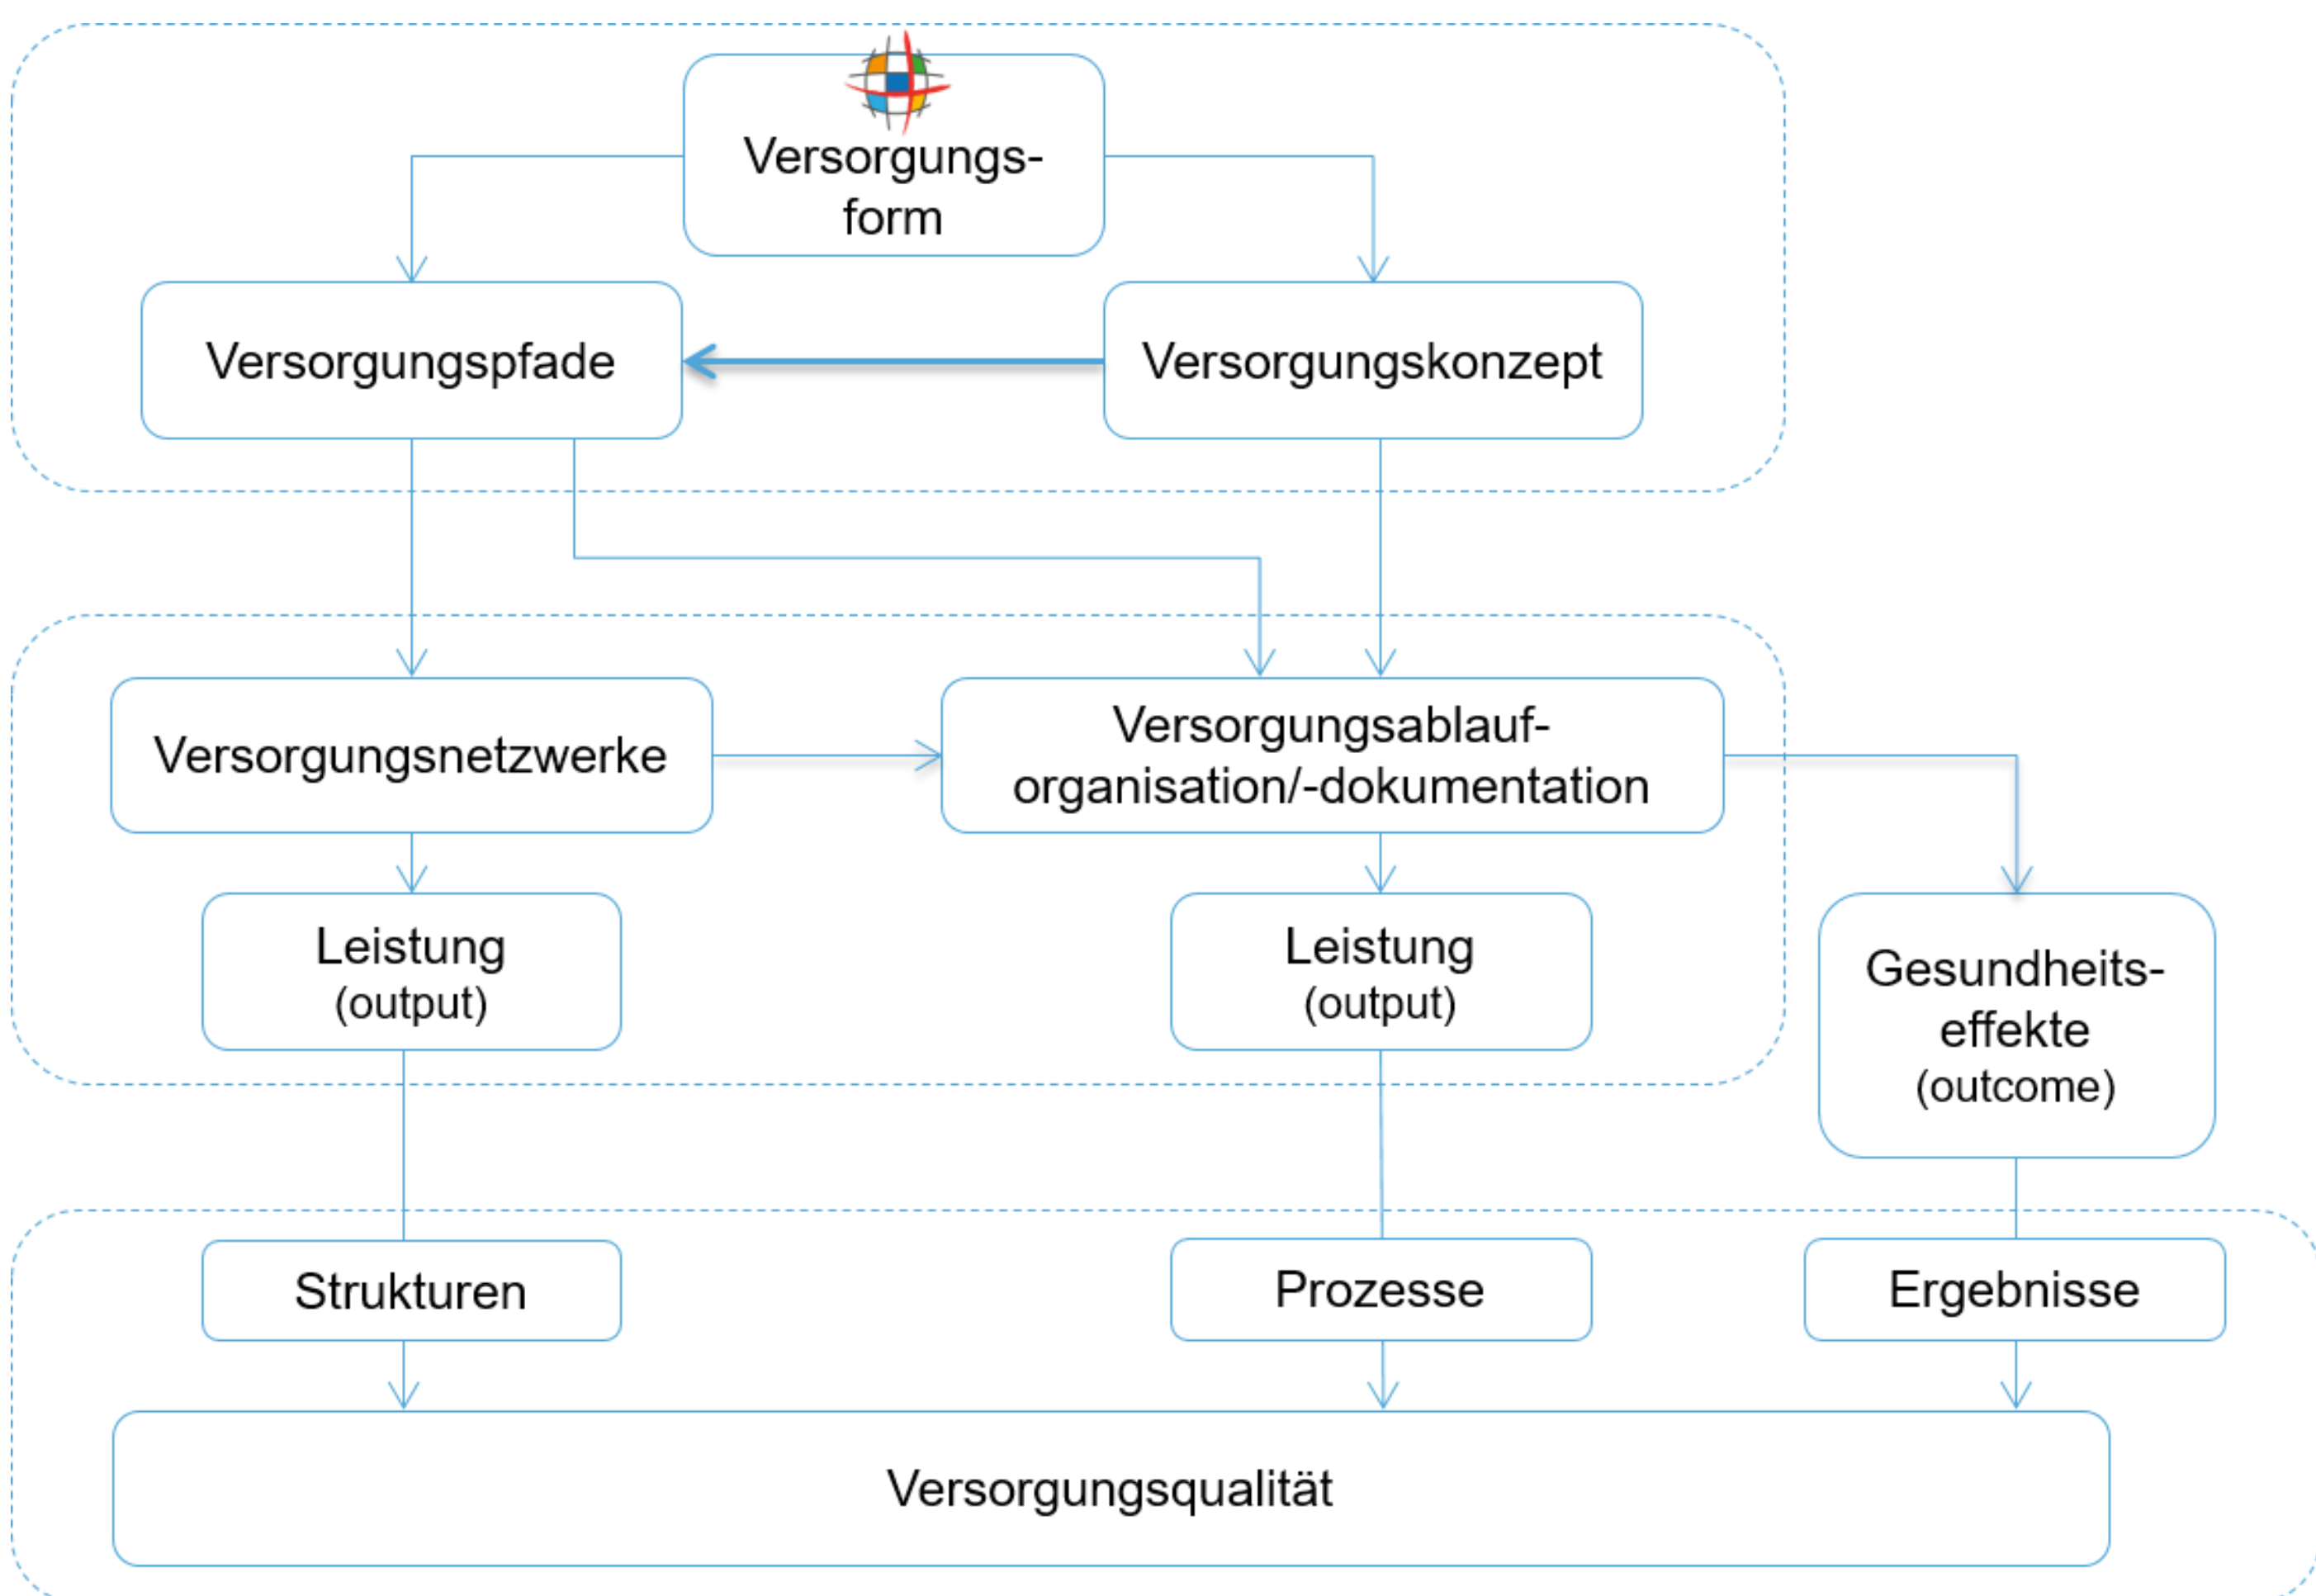 Versorgungs-
form
Versorgungspfade
Versorgungskonzept
Versorgungsnetzwerke
Versorgungsablauf-
organisation/-dokumentation
Leistung
(output)
Leistung
(output)
Gesundheits-
effekte
(outcome)
Strukturen
Prozesse
Ergebnisse
Versorgungsqualität